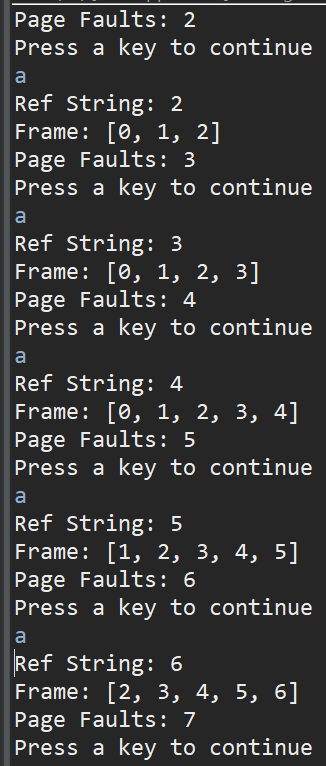 Page Faults: 2
Press a key to continue
a
Ref String: 2
Frame: [0, 1, 2]
Page Faults: 3
Press a key to continue
a
Ref String: 3
Frame: [0, 1, 2, 3]
Page Faults: 4
Press a key to continue
a
Ref String: 4
Frame: [0, 1, 2, 3, 4]
Page Faults: 5
Press a key to continue
a
Ref String: 5
Frame: [1, 2, 3, 4, 5]
Page Faults: 6
Press a key to continue
a
Ref String: 6
Frame: [2, 3, 4, 5, 6]
Page Faults: 7
Press a key to continue